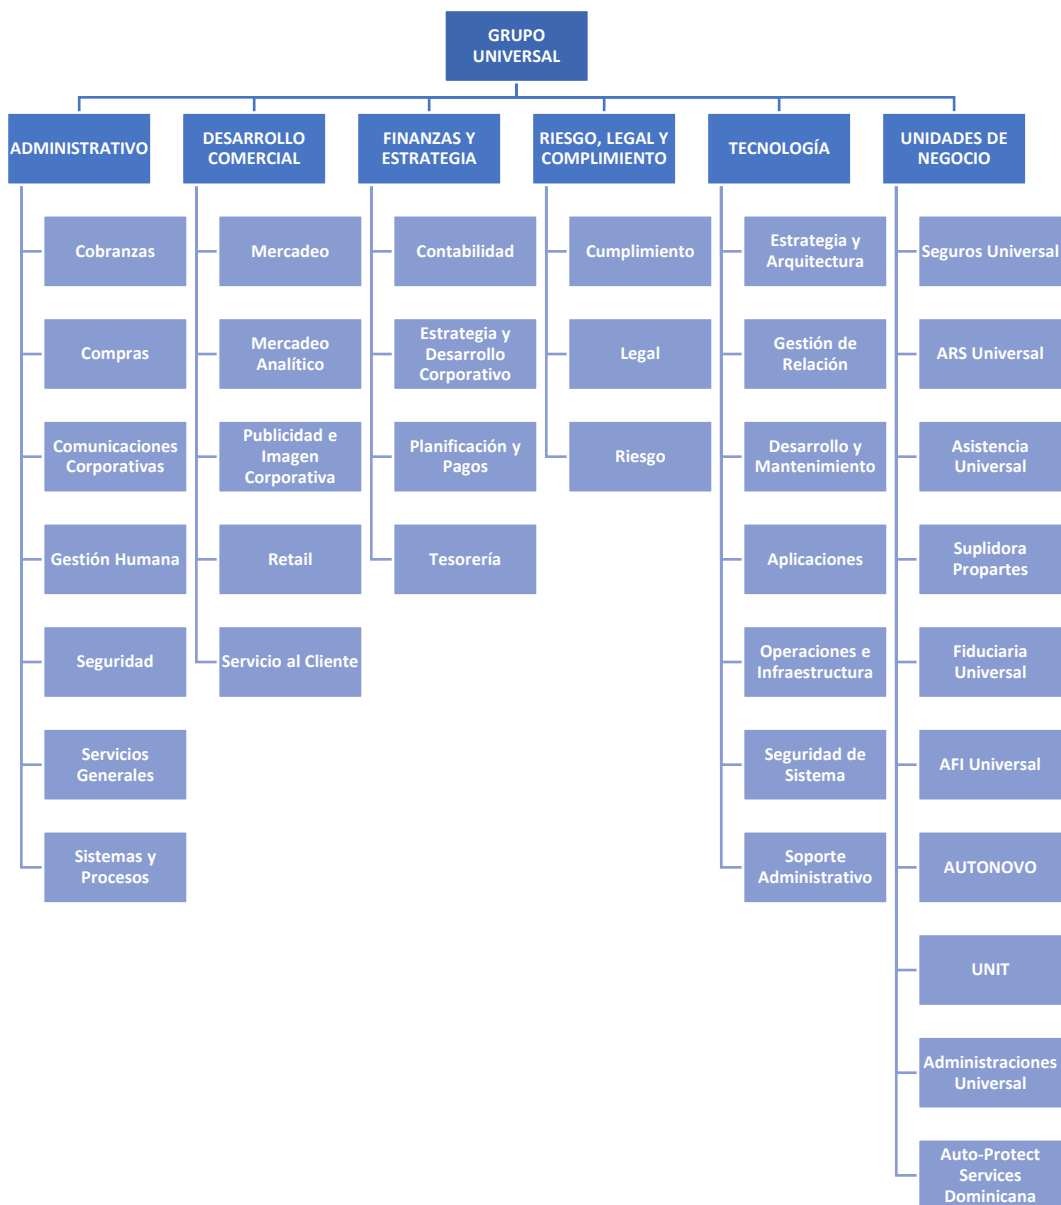 GRUPO
UNIVERSAL
ADMINISTRATIVO
DESARROLLO
COMERCIAL
FINANZAS Y
ESTRATEGIA
RIESGO, LEGAL Y
COMPLIMIENTO
TECNOLOGÍA
UNIDADES DE
NEGOCIO
Cobranzas
Compras
Comunicaciones
Corporativas
Gestión Humana
Seguridad
Servicios
Generales
Sistemas y
Procesos
Mercadeo
Mercadeo
Analítico
Publicidad e
Imagen
Corporativa
Retail
Servicio al Cliente
Contabilidad
Estrategia y
Desarrollo
Corporativo
Planificación y
Pagos
Tesorería
Cumplimiento
Legal
Riesgo
Estrategia y
Arquitectura
Gestión de
Relación
Desarrollo y
Mantenimiento
Aplicaciones
Operaciones e
Infraestructura
Seguridad de
Sistema
Soporte
Administrativo
Seguros Universal
ARS Universal
Asistencia
Universal
Suplidora
Propartes
Fiduciaria
Universal
AFI Universal
AUTONOVO
UNIT
Administraciones
Universal
Auto-Protect
Services
Dominicana